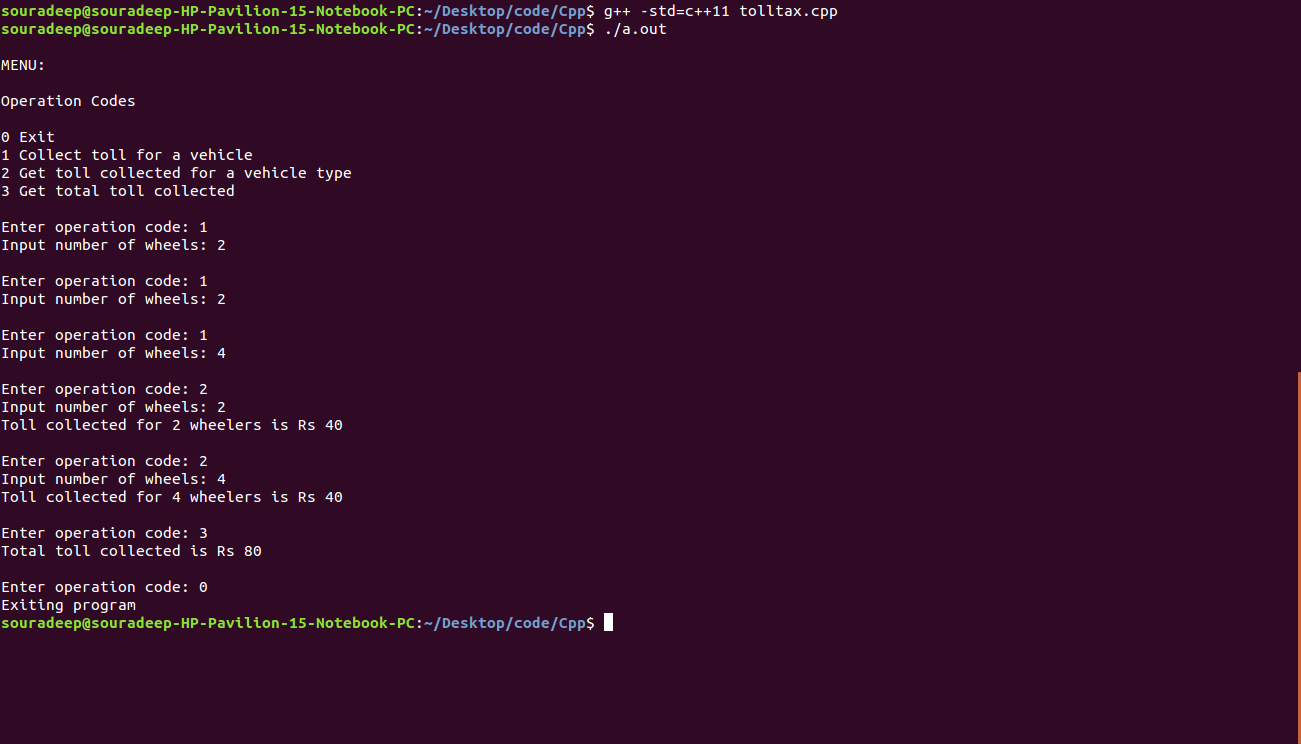 souradeep@souradeep-HP-Pavilion-15-Notebook-PC:~/Desktop/code/Cpp$ g++ -std=c++11 tolltax.cpp
souradeep@souradeep-HP-Pavilion-15-Notebook-PC:~/Desktop/code/Cpp$ ./a.out
MENU:
Operation Codes
0 Exit
1 Collect toll for a vehicle
2 Get toll collected for a vehicle type
3 Get total toll collected
Enter operation code: 1
Input number of wheels: 2
Enter operation code: 1
Input number of wheels: 2
Enter operation code: 1
Input number of wheels: 4
Enter operation code: 2
Input number of wheels: 2
Toll collected for 2 wheelers is Rs 40
Enter operation code: 2
Input number of wheels: 4
Toll collected for 4 wheelers is Rs 40
Enter operation code: 3
Total toll collected is Rs 80
Enter operation code: 0
Exiting program
souradeep@souradeep-HP-Pavilion-15-Notebook-PC:~/Desktop/code/Cpp$